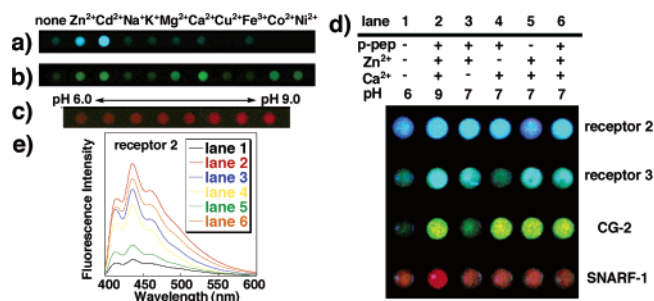 none Zn²⁺Cd²⁺Na⁺K⁺Mg²⁺Ca²⁺Cu²⁺Fe³⁺Co²⁺Ni²⁺
a)
b)
pH 6.0 pH 9.0
c)
e)
receptor 2
lane 1
lane 2
lane 3
lane 4
lane 5
lane 6
Fluorescence Intensity
400 450 500 550 600
Wavelength (nm)
d)
lane 1 2 3 4 5 6
p-pep - + + + - +
Zn²⁺ - + + - + +
Ca²⁺ - + - + + +
pH 6 9 7 7 7 7
receptor 2
receptor 3
CG-2
SNARF-1